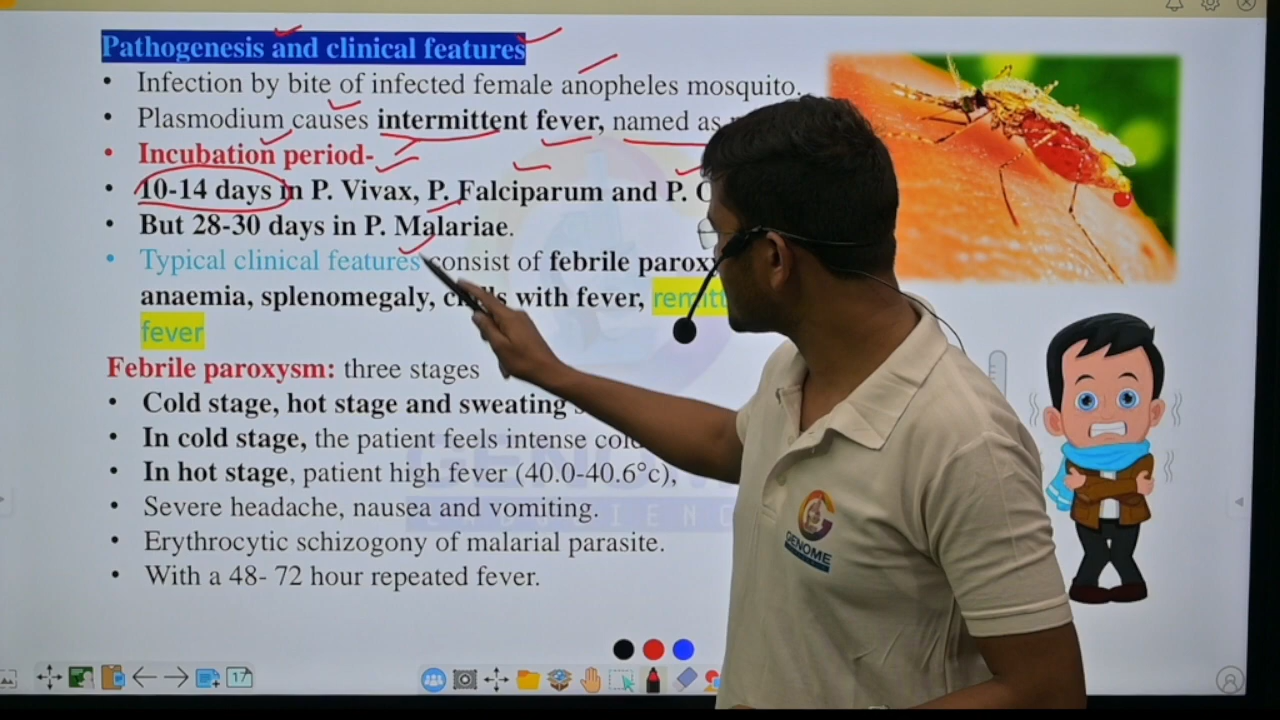 Pathogenesis and clinical features
• Infection by bite of infected female anopheles mosquito.
• Plasmodium causes intermittent fever, named as
• Incubation period-
• 10-14 days in P. Vivax, P. Falciparum and P.
• But 28-30 days in P. Malariae.
• Typical clinical features consist of febrile
anaemia, splenomegaly, chills with fever,
fever
Febrile paroxysm: three stages
• Cold stage, hot stage and sweating
• In cold stage, the patient feels intense
• In hot stage, patient high fever (40.0-40.6°c),
• Severe headache, nausea and vomiting.
• Erythrocytic schizogony of malarial parasite.
• With a 48- 72 hour repeated fever.
GENOME
17